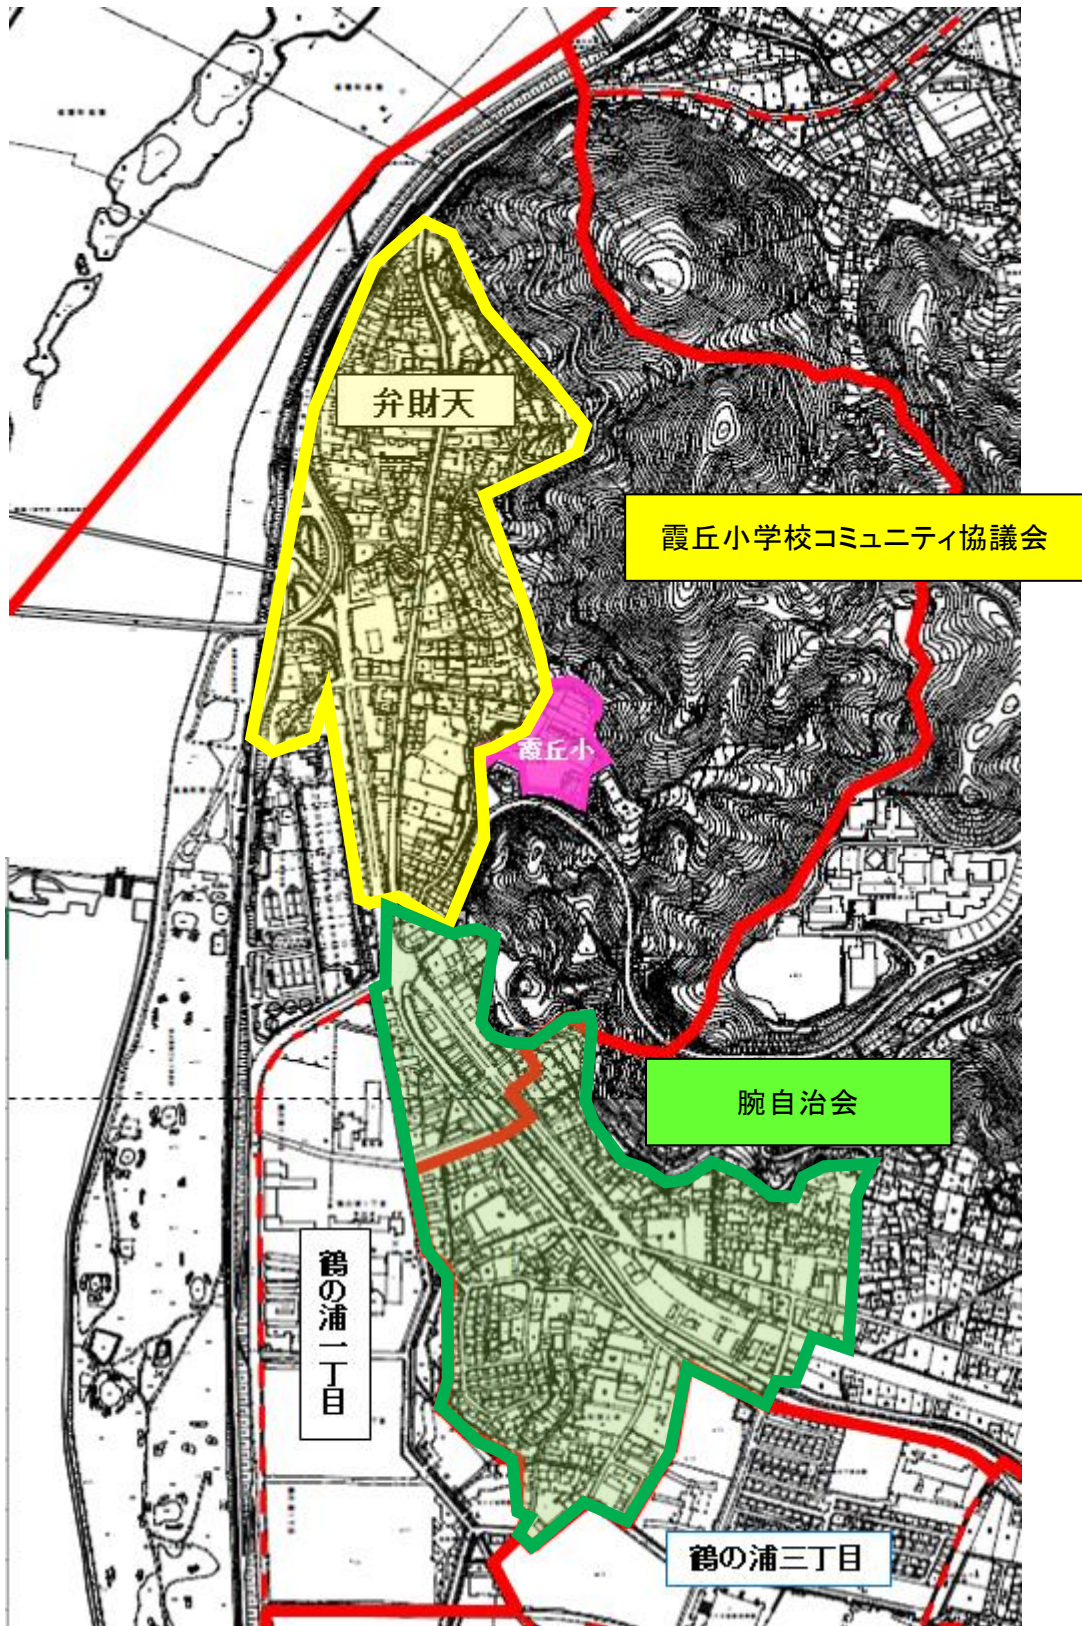 弁財天
霞丘小学校コミュニティ協議会
霞丘小
腕自治会
鶴の浦一丁目
鶴の浦三丁目